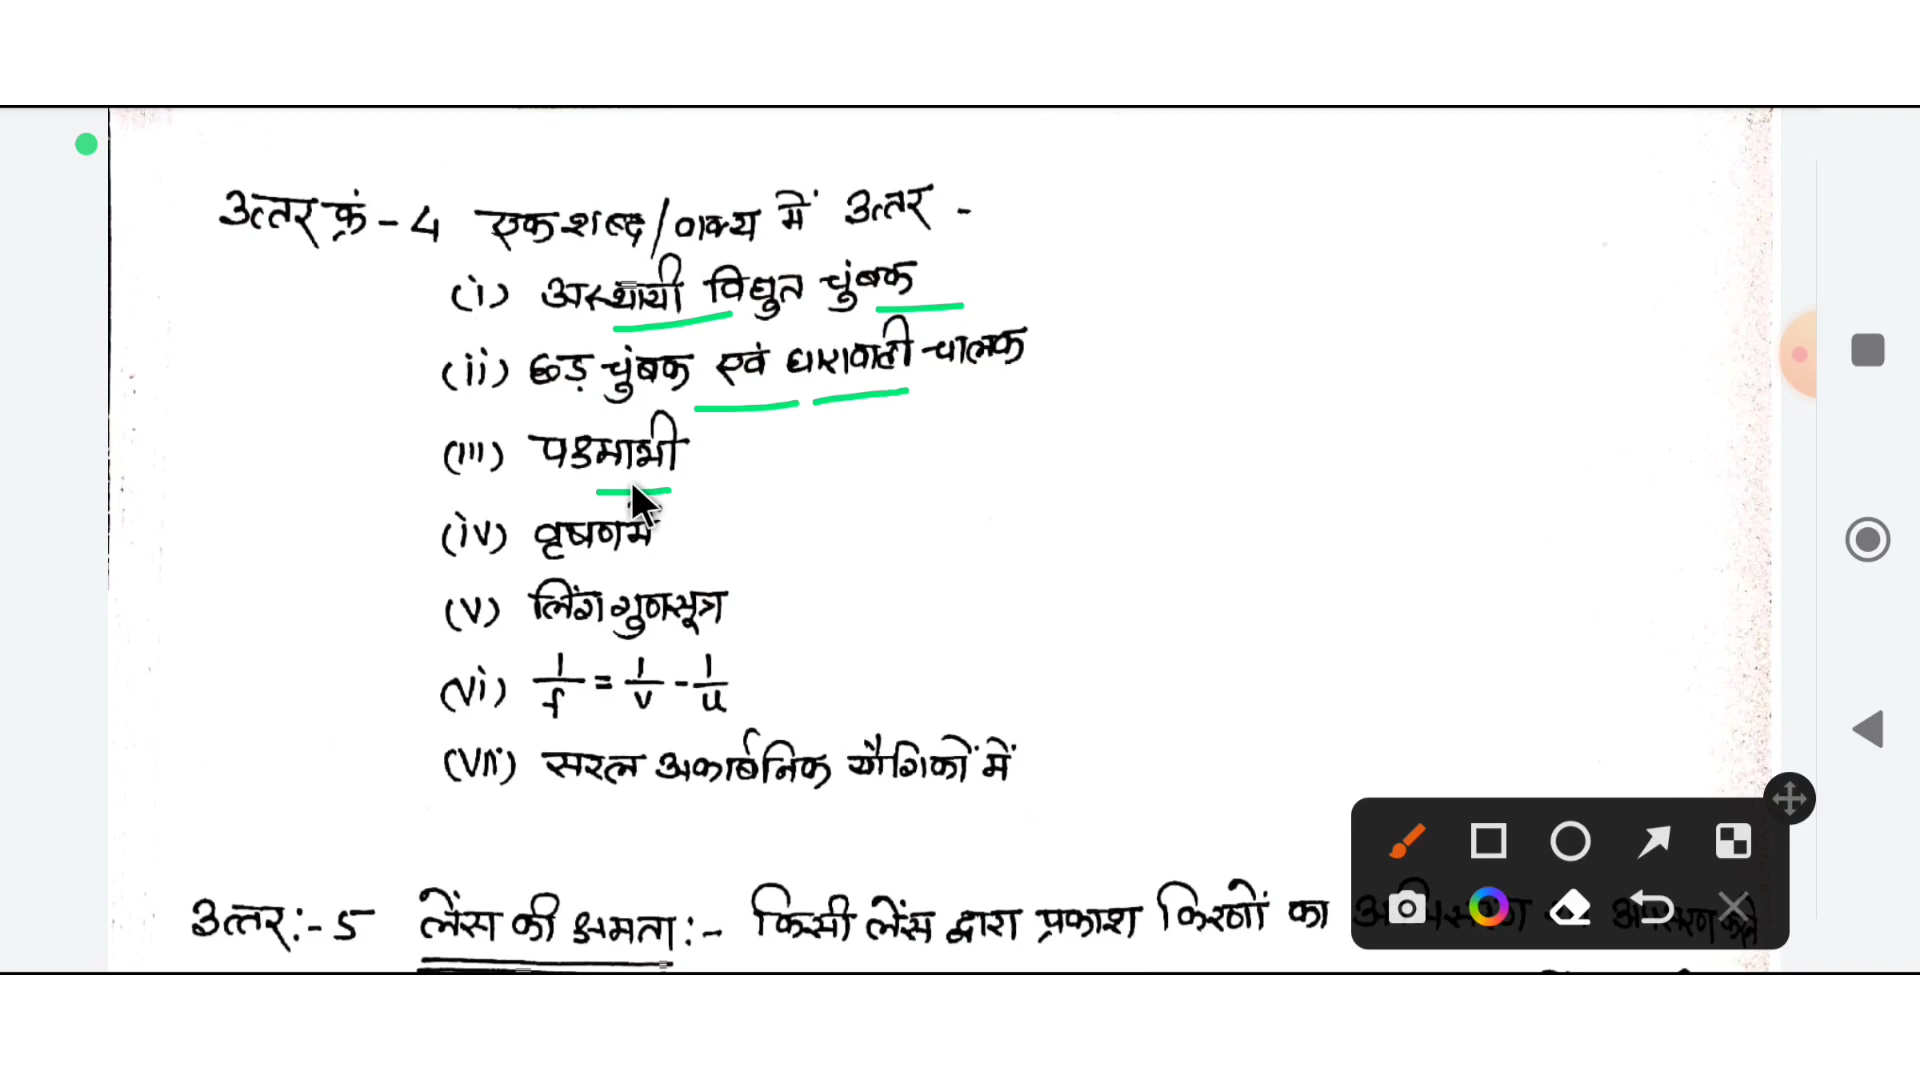 उत्तर क्रं - 4 एक शब्द / वाक्य में उत्तर -
(i) अस्थायी विद्युत चुंबक
(ii) छड़ चुंबक एवं धारावाही चालक
(iii) पक्ष्माभी
(iv) वृषण में
(v) लिंग गुणसूत्र
(vi) 1/f = 1/v - 1/u
(vii) सरल अकार्बनिक यौगिकों में
उत्तर :- 5 लेंस की क्षमता :- किसी लेंस द्वारा प्रकाश किरणों का